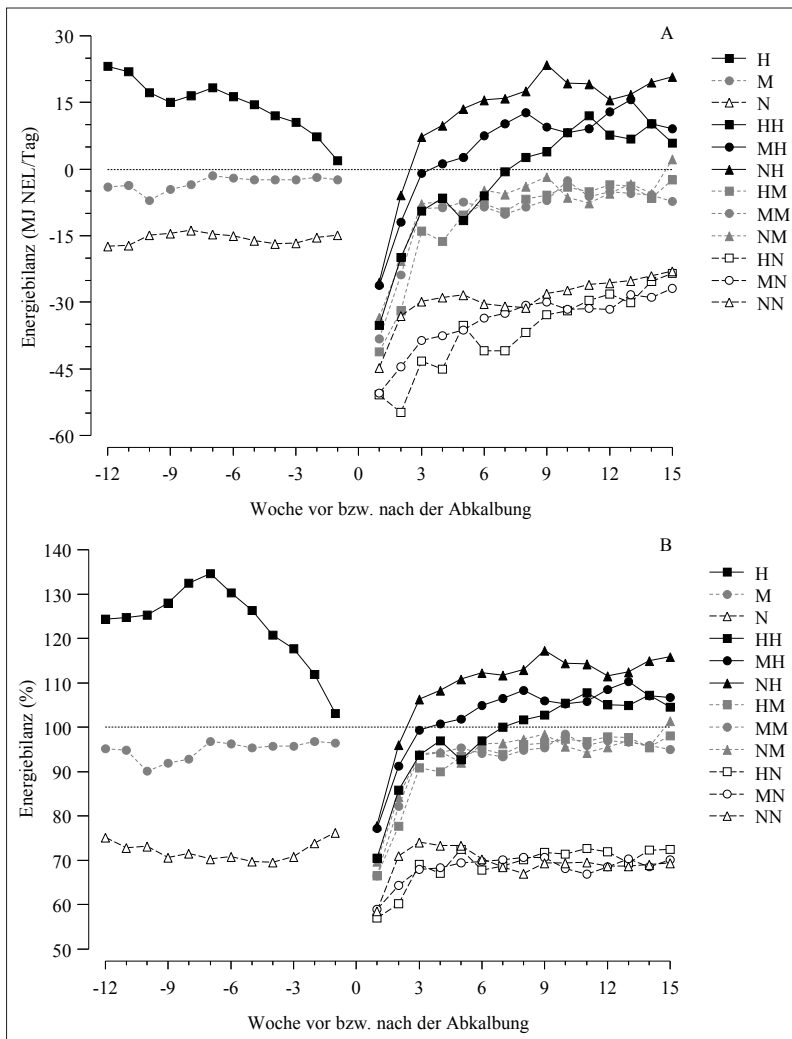 A
Energiebilanz (MJ NEL/Tag)
30
15
0
-15
-30
-45
-60
-12
-9
-6
-3
0
3
6
9
12
15
Woche vor bzw. nach der Abkalbung
H
M
N
HH
MH
NH
HM
MM
NM
HN
MN
NN
B
Energiebilanz (%)
140
130
120
110
100
90
80
70
60
50
-12
-9
-6
-3
0
3
6
9
12
15
Woche vor bzw. nach der Abkalbung
H
M
N
HH
MH
NH
HM
MM
NM
HN
MN
NN